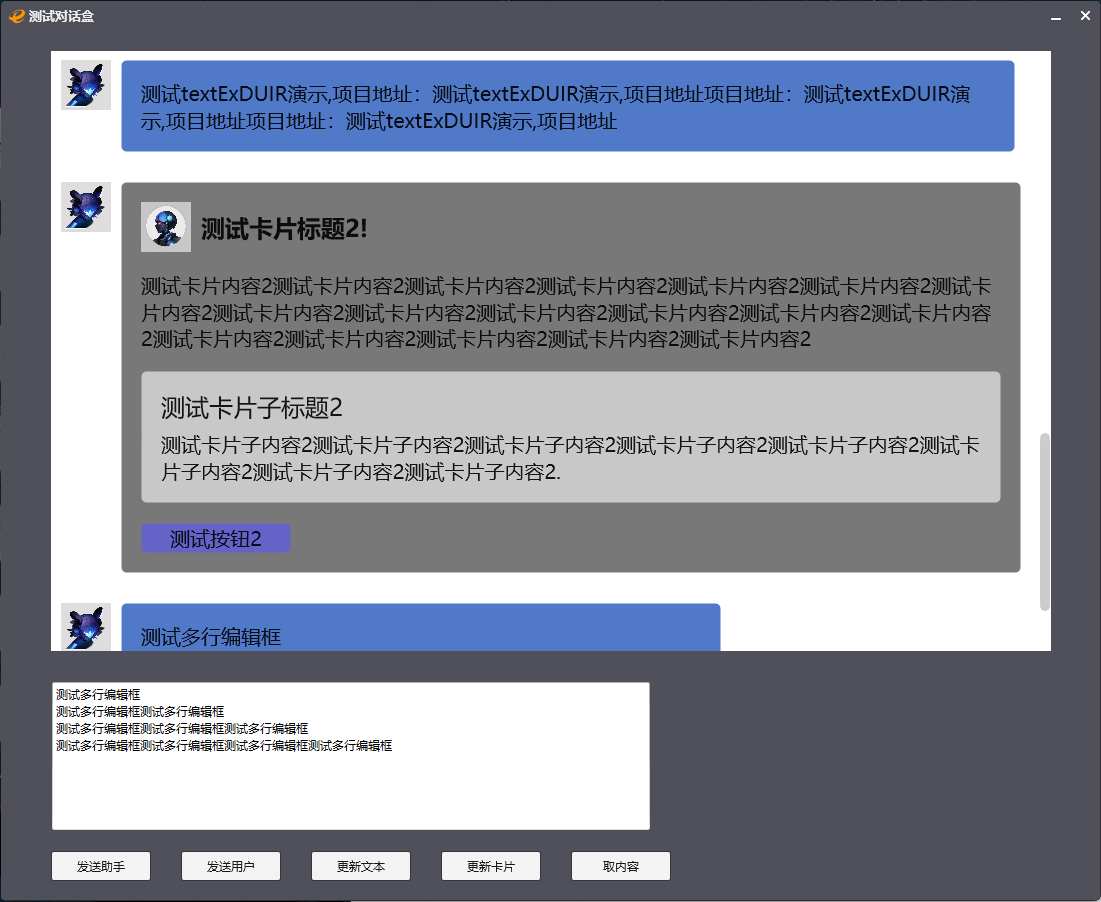 测试对话盒
测试textExDUIR演示,项目地址：测试textExDUIR演示,项目地址项目地址：测试textExDUIR演
示,项目地址项目地址：测试textExDUIR演示,项目地址
测试卡片标题2!
测试卡片内容2测试卡片内容2测试卡片内容2测试卡片内容2测试卡片内容2测试卡片内容2测试卡
片内容2测试卡片内容2测试卡片内容2测试卡片内容2测试卡片内容2测试卡片内容2测试卡片内容
2测试卡片内容2测试卡片内容2测试卡片内容2测试卡片内容2测试卡片内容2
测试卡片子标题2
测试卡片子内容2测试卡片子内容2测试卡片子内容2测试卡片子内容2测试卡片子内容2测试卡
片子内容2测试卡片子内容2测试卡片子内容2.
测试按钮2
测试多行编辑框
测试多行编辑框
测试多行编辑框测试多行编辑框
测试多行编辑框测试多行编辑框测试多行编辑框
测试多行编辑框测试多行编辑框测试多行编辑框测试多行编辑框
发送助手
发送用户
更新文本
更新卡片
取内容